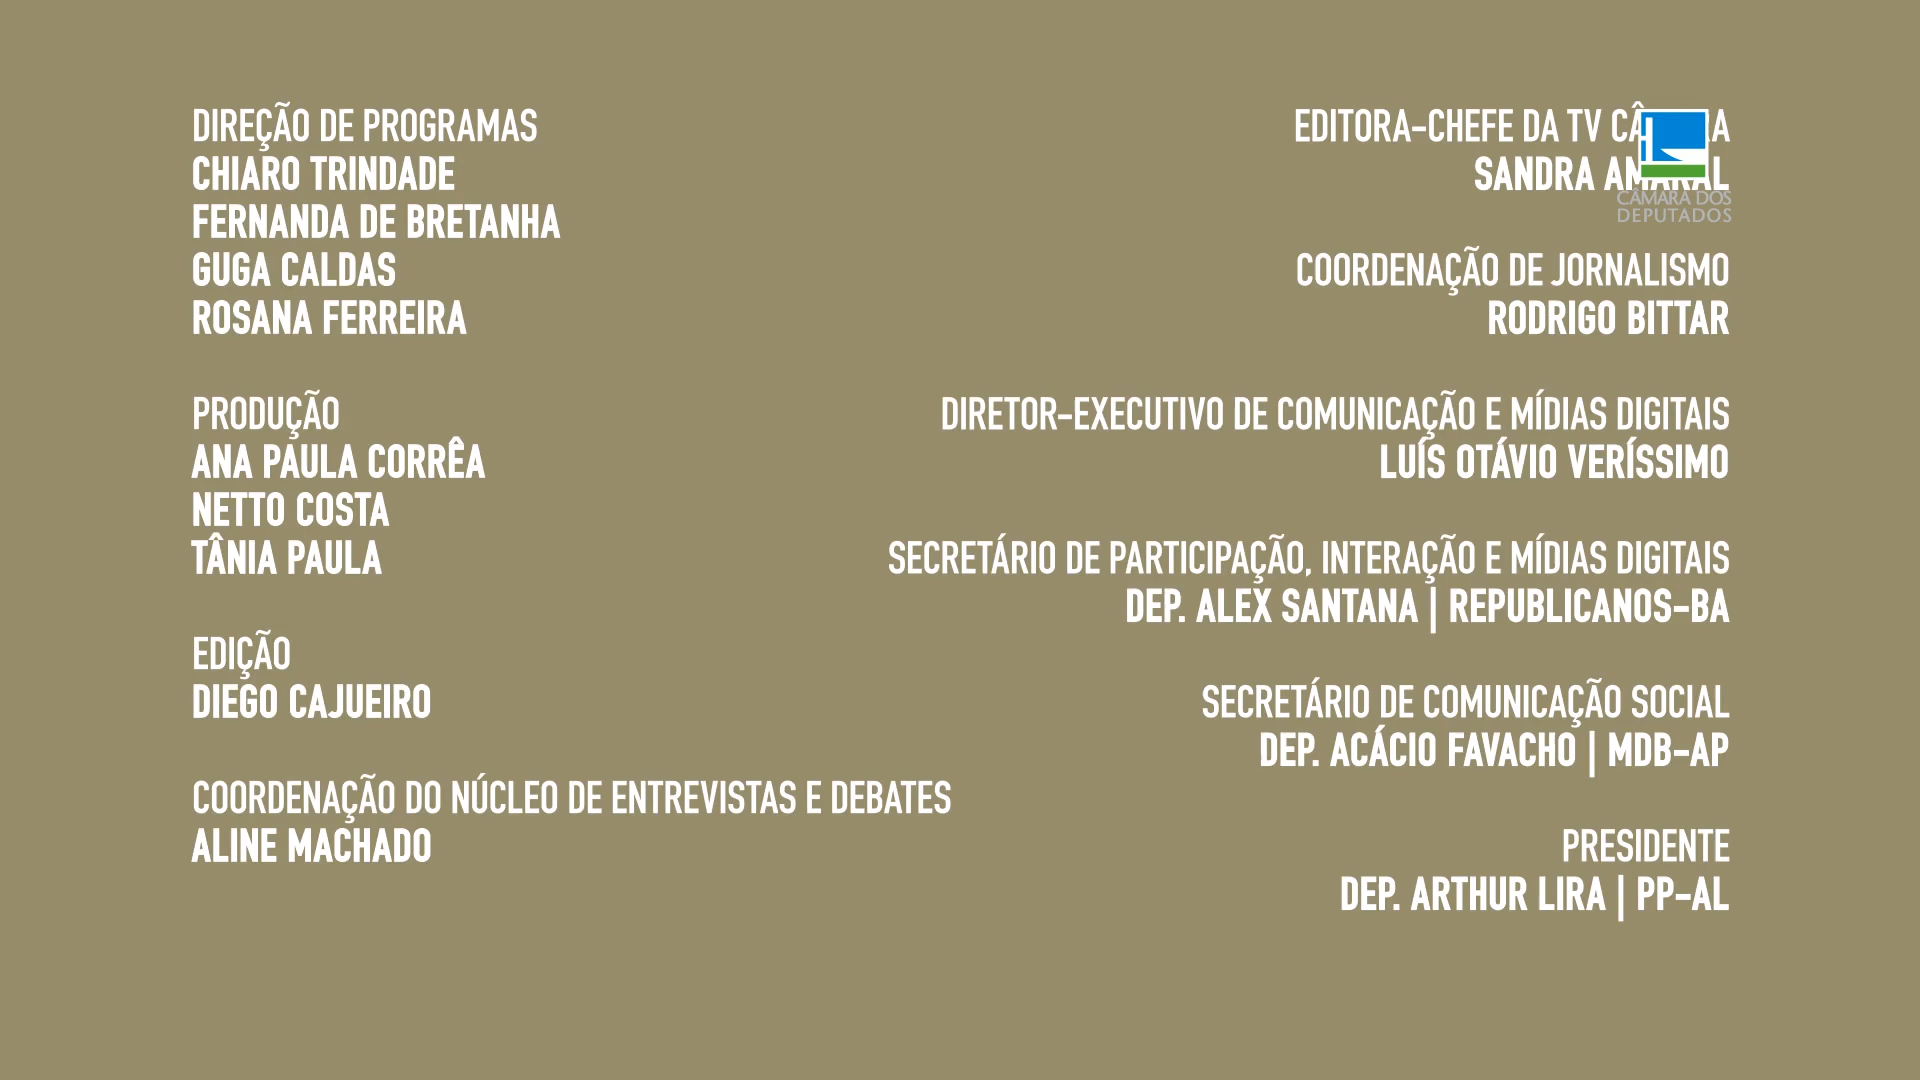 DIREÇÃO DE PROGRAMAS
CHIARO TRINDADE
FERNANDA DE BRETANHA
GUGA CALDAS
ROSANA FERREIRA
PRODUÇÃO
ANA PAULA CORRÊA
NETTO COSTA
TÂNIA PAULA
EDIÇÃO
DIEGO CAJUEIRO
COORDENAÇÃO DO NÚCLEO DE ENTREVISTAS E DEBATES
ALINE MACHADO
EDITORA-CHEFE DA TV CÂMARA
SANDRA AMARAL
CÂMARA DOS
DEPUTADOS
COORDENAÇÃO DE JORNALISMO
RODRIGO BITTAR
DIRETOR-EXECUTIVO DE COMUNICAÇÃO E MÍDIAS DIGITAIS
LUÍS OTÁVIO VERÍSSIMO
SECRETÁRIO DE PARTICIPAÇÃO, INTERAÇÃO E MÍDIAS DIGITAIS
DEP. ALEX SANTANA | REPUBLICANOS-BA
SECRETÁRIO DE COMUNICAÇÃO SOCIAL
DEP. ACÁCIO FAVACHO | MDB-AP
PRESIDENTE
DEP. ARTHUR LIRA | PP-AL